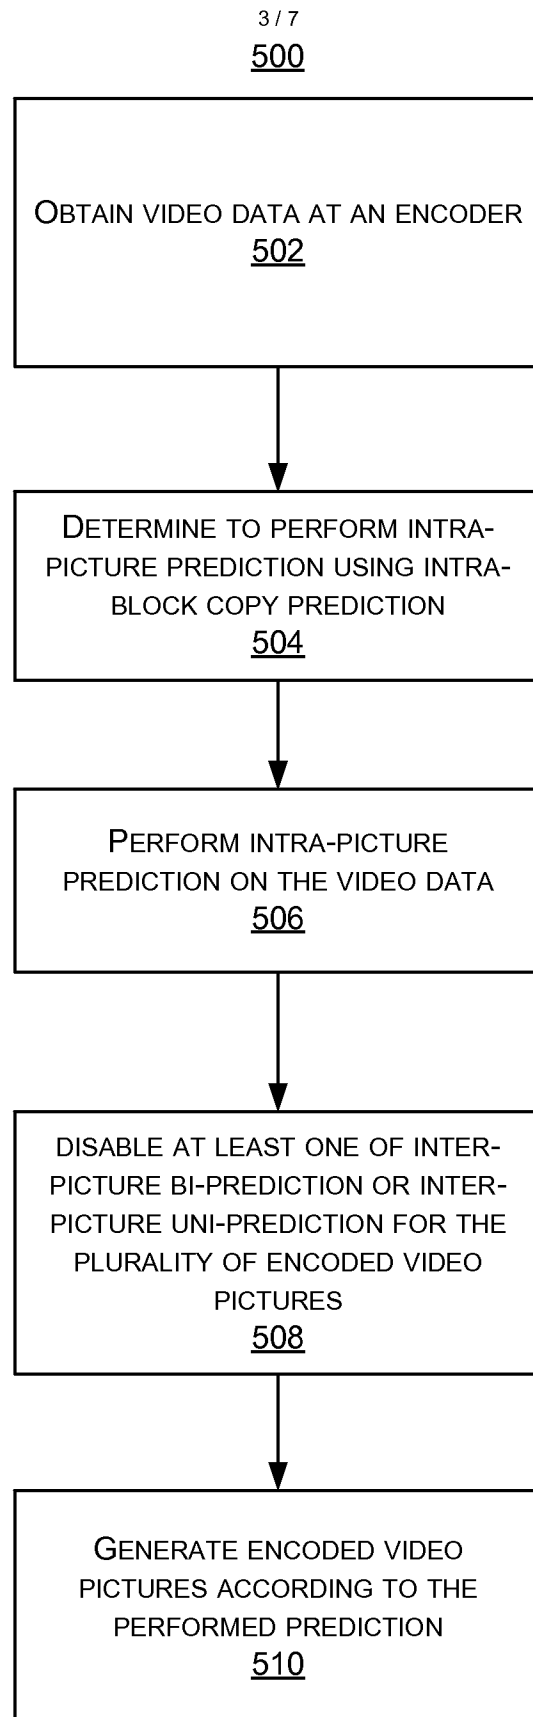 3 / 7
500
OBTAIN VIDEO DATA AT AN ENCODER
502
DETERMINE TO PERFORM INTRA-
PICTURE PREDICTION USING INTRA-
BLOCK COPY PREDICTION
504
PERFORM INTRA-PICTURE
PREDICTION ON THE VIDEO DATA
506
DISABLE AT LEAST ONE OF INTER-
PICTURE BI-PREDICTION OR INTER-
PICTURE UNI-PREDICTION FOR THE
PLURALITY OF ENCODED VIDEO
PICTURES
508
GENERATE ENCODED VIDEO
PICTURES ACCORDING TO THE
PERFORMED PREDICTION
510